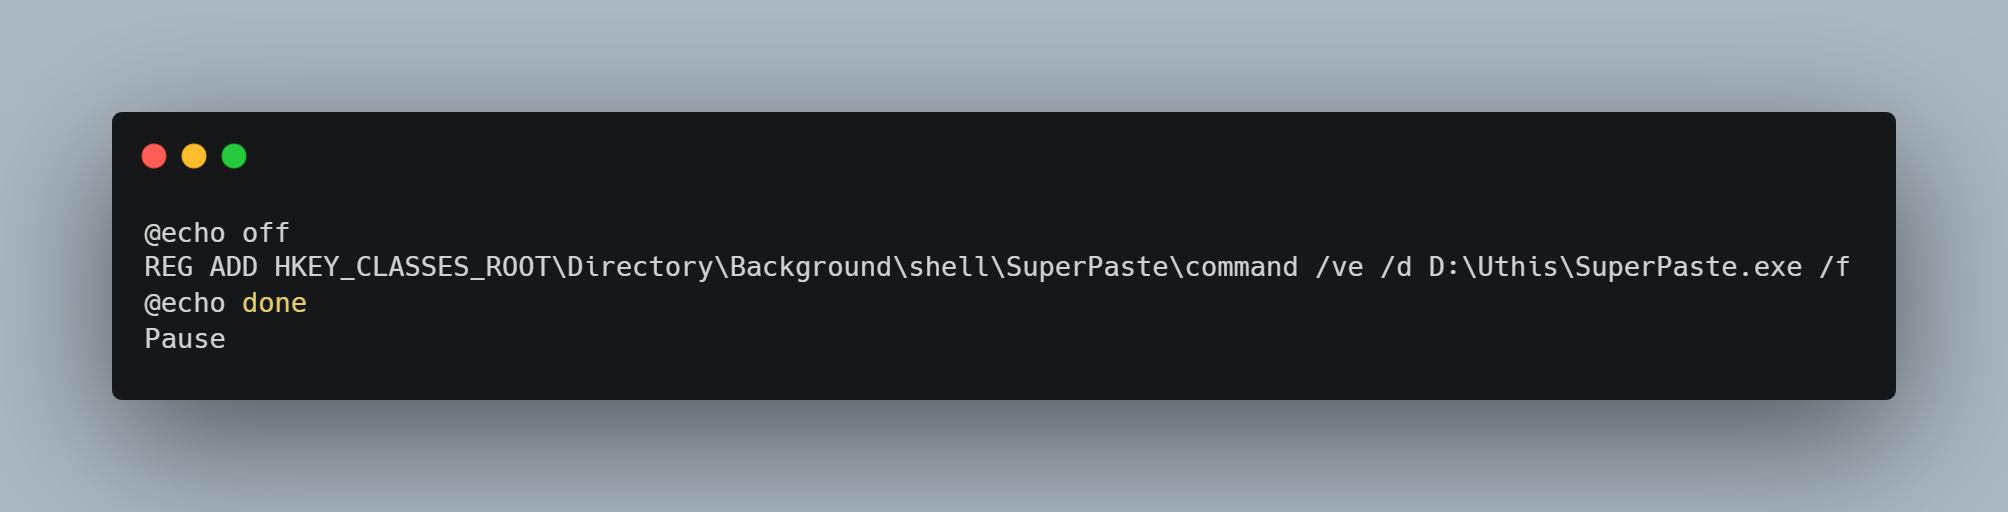 @echo off
REG ADD HKEY_CLASSES_ROOT\Directory\Background\shell\SuperPaste\command /ve /d D:\Uthis\SuperPaste.exe /f
@echo done
Pause